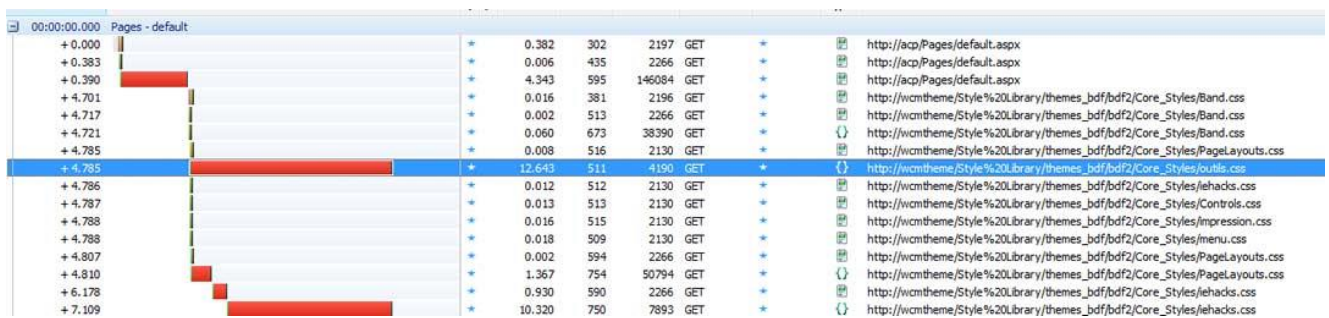 00:00:00.000 Pages - default
+ 0.000 * 0.382 302 2197 GET * http://acp/Pages/default.aspx
+ 0.383 * 0.006 435 2266 GET * http://acp/Pages/default.aspx
+ 0.390 * 4.343 595 146084 GET * http://acp/Pages/default.aspx
+ 4.701 * 0.016 381 2196 GET * http://wcmtheme/Style%20Library/themes_bdf/bdf2/Core_Styles/Band.css
+ 4.717 * 0.002 513 2266 GET * http://wcmtheme/Style%20Library/themes_bdf/bdf2/Core_Styles/Band.css
+ 4.721 * 0.060 673 38390 GET * {} http://wcmtheme/Style%20Library/themes_bdf/bdf2/Core_Styles/Band.css
+ 4.785 * 0.008 516 2130 GET * http://wcmtheme/Style%20Library/themes_bdf/bdf2/Core_Styles/PageLayouts.css
+ 4.785 * 12.643 511 4190 GET * {} http://wcmtheme/Style%20Library/themes_bdf/bdf2/Core_Styles/outils.css
+ 4.786 * 0.012 512 2130 GET * http://wcmtheme/Style%20Library/themes_bdf/bdf2/Core_Styles/iehacks.css
+ 4.787 * 0.013 513 2130 GET * http://wcmtheme/Style%20Library/themes_bdf/bdf2/Core_Styles/Controls.css
+ 4.788 * 0.016 515 2130 GET * http://wcmtheme/Style%20Library/themes_bdf/bdf2/Core_Styles/impression.css
+ 4.788 * 0.018 509 2130 GET * http://wcmtheme/Style%20Library/themes_bdf/bdf2/Core_Styles/menu.css
+ 4.807 * 0.002 594 2266 GET * http://wcmtheme/Style%20Library/themes_bdf/bdf2/Core_Styles/PageLayouts.css
+ 4.810 * 1.367 754 50794 GET * {} http://wcmtheme/Style%20Library/themes_bdf/bdf2/Core_Styles/PageLayouts.css
+ 6.178 * 0.930 590 2266 GET * http://wcmtheme/Style%20Library/themes_bdf/bdf2/Core_Styles/iehacks.css
+ 7.109 * 10.320 750 7893 GET * {} http://wcmtheme/Style%20Library/themes_bdf/bdf2/Core_Styles/iehacks.css